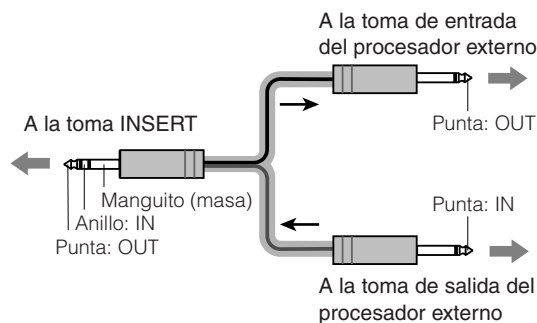 A la toma de entrada
del procesador externo
Punta: OUT
A la toma INSERT
Manguito (masa)
Anillo: IN
Punta: OUT
Punta: IN
A la toma de salida del
procesador externo